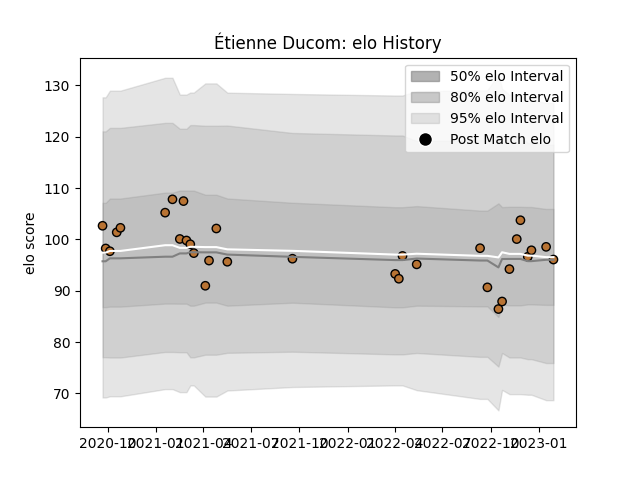 Étienne Ducom: elo History
50% elo Interval
80% elo Interval
95% elo Interval
Post Match elo
elo score
130
120
110
100
90
80
70
2020-10 2021-01 2021-04 2021-07 2021-10 2022-01 2022-04 2022-07 2022-10 2023-01